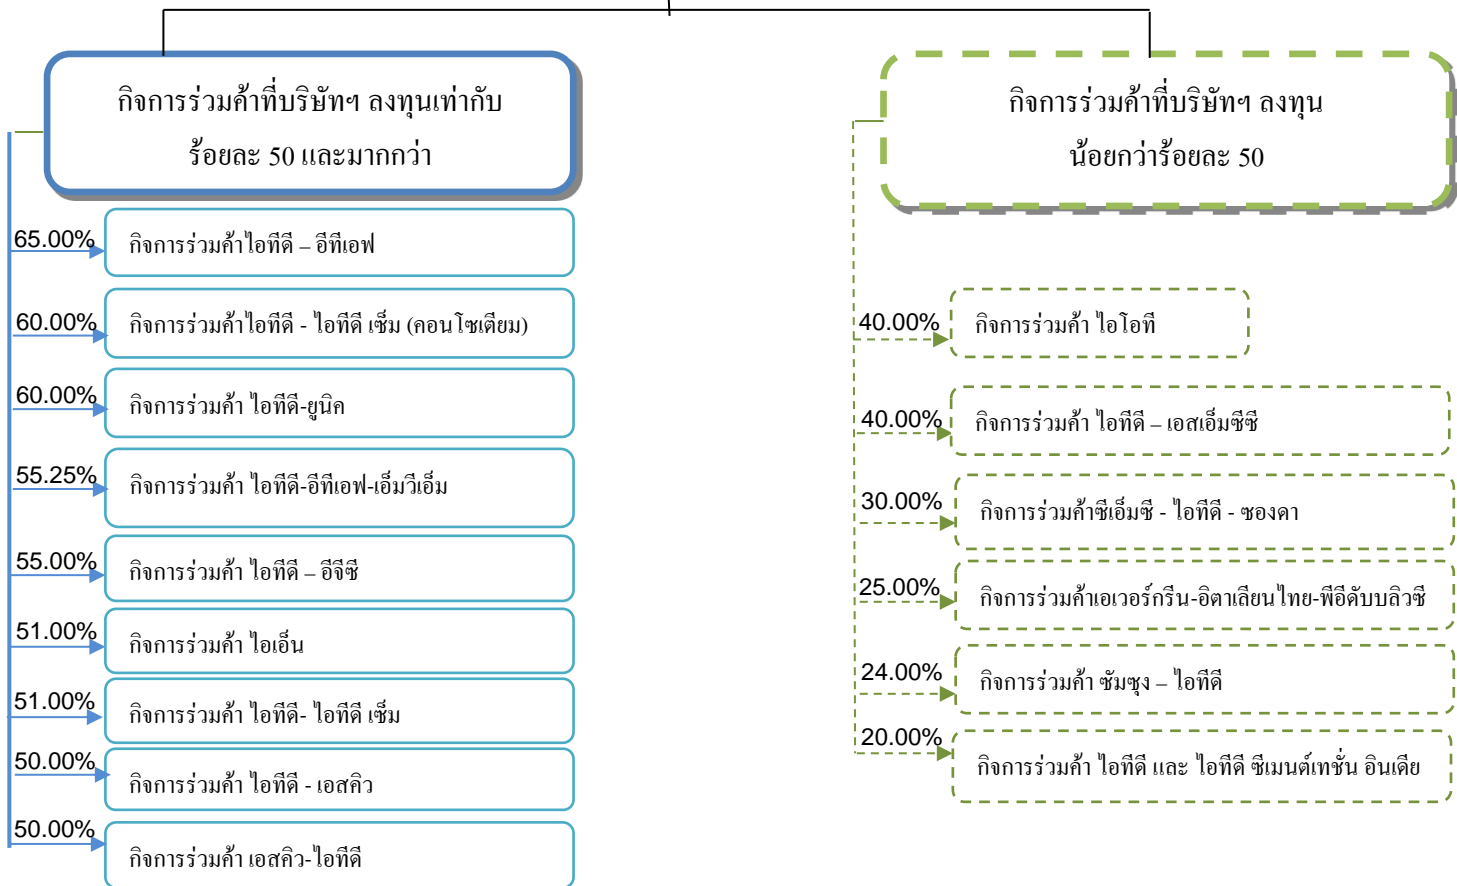 กิจการร่วมค้าที่บริษัทฯ ลงทุนเท่ากับ
ร้อยละ 50 และมากกว่า
65.00%
กิจการร่วมค้าไอทีดี – อีทีเอฟ
60.00%
กิจการร่วมค้าไอทีดี - ไอทีดี เซ็ม (คอนโซเตียม)
60.00%
กิจการร่วมค้า ไอทีดี-ยูนิค
55.25%
กิจการร่วมค้า ไอทีดี-อีทีเอฟ-เอ็มวีเอ็ม
55.00%
กิจการร่วมค้า ไอทีดี – อีจีซี
51.00%
กิจการร่วมค้า ไอเอ็น
51.00%
กิจการร่วมค้า ไอทีดี- ไอทีดี เซ็ม
50.00%
กิจการร่วมค้า ไอทีดี - เอสคิว
50.00%
กิจการร่วมค้า เอสคิว-ไอทีดี
กิจการร่วมค้าที่บริษัทฯ ลงทุน
น้อยกว่าร้อยละ 50
40.00%
กิจการร่วมค้า ไอโอที
40.00%
กิจการร่วมค้า ไอทีดี – เอสเอ็มซีซี
30.00%
กิจการร่วมค้าซีเอ็มซี - ไอทีดี - ซองดา
25.00%
กิจการร่วมค้าเอเวอร์กรีน-อิตาเลียนไทย-พีอีดับบลิวซี
24.00%
กิจการร่วมค้า ซัมซุง – ไอทีดี
20.00%
กิจการร่วมค้า ไอทีดี และ ไอทีดี ซีเมนต์เทชั่น อินเดีย